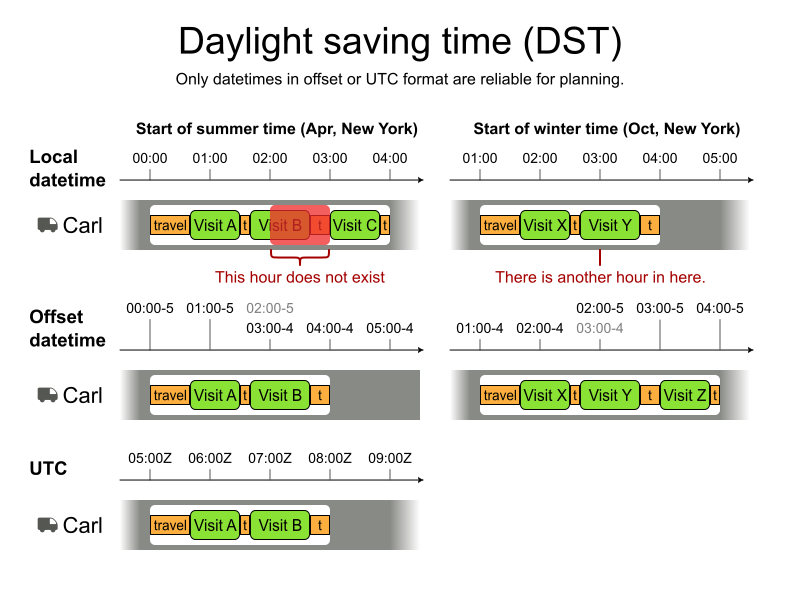 Daylight saving time (DST)
Only datetimes in offset or UTC format are reliable for planning.
Start of summer time (Apr, New York)
Start of winter time (Oct, New York)
Local
datetime
00:00 01:00 02:00 03:00 04:00
01:00 02:00 03:00 04:00 05:00
Carl
travel Visit A t Visit B t Visit C t
travel Visit X t Visit Y t
This hour does not exist
There is another hour in here.
Offset
datetime
00:00-5 01:00-5 02:00-5
03:00-4 04:00-4 05:00-4
02:00-5 03:00-5 04:00-5
01:00-4 02:00-4 03:00-4
Carl
travel Visit A t Visit B t
travel Visit X t Visit Y t Visit Z t
UTC
05:00Z 06:00Z 07:00Z 08:00Z 09:00Z
Carl
travel Visit A t Visit B t